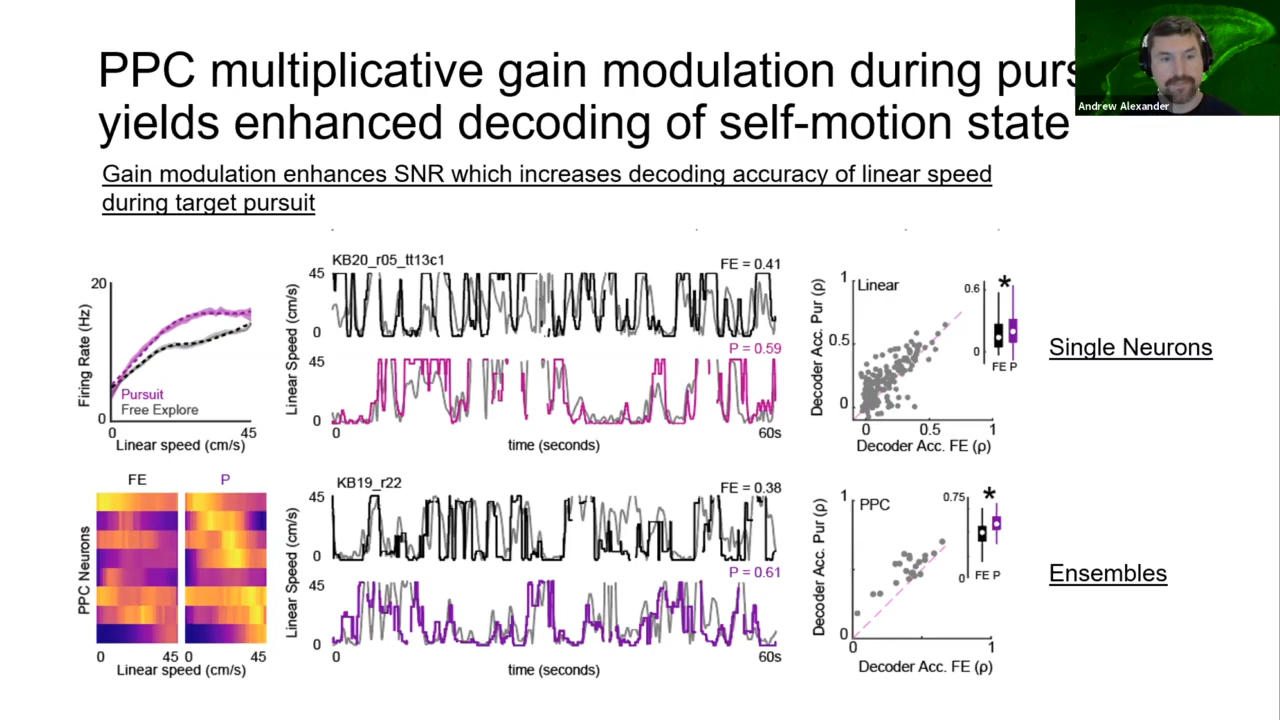 PPC multiplicative gain modulation during purs
yields enhanced decoding of self-motion state
Andrew Alexander
Gain modulation enhances SNR which increases decoding accuracy of linear speed
during target pursuit
20
Firing Rate (Hz)
Pursuit
Free Explore
0
0
45
Linear speed (cm/s)
KB20_r05_tt13c1
FE = 0.41
45
0
P = 0.59
45
0
Linear Speed (cm/s)
0
60s
time (seconds)
1
Linear
0.5
0
Decoder Acc. Pur (ρ)
0
0.5
1
Decoder Acc. FE (ρ)
0.6
*
0
FE P
Single Neurons
FE
P
PPC Neurons
0
45
0
45
Linear speed (cm/s)
KB19_r22
FE = 0.38
45
0
P = 0.61
45
0
Linear Speed (cm/s)
0
60s
time (seconds)
1
PPC
0
Decoder Acc. Pur (ρ)
0
1
Decoder Acc. FE (ρ)
0.75
*
0
FE P
Ensembles